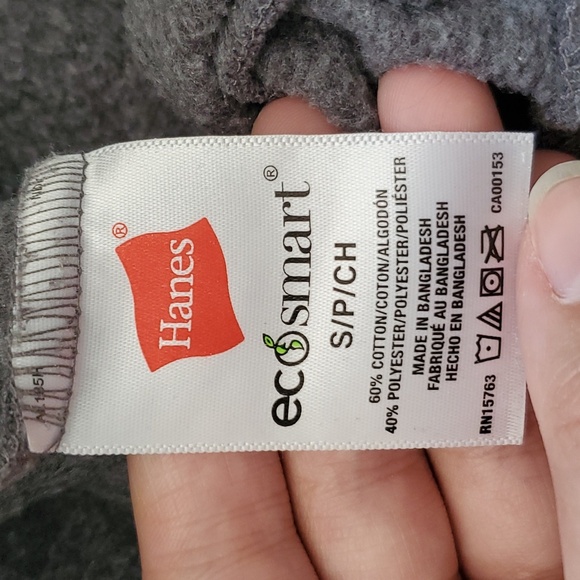 Hanes®
ecosmart®
S/P/CH
60% COTTON/COTON/ALGODÓN
40% POLYESTER/POLYESTER/POLIÉSTER
MADE IN BANGLADESH
FABRIQUÉ AU BANGLADESH
HECHO EN BANGLADESH
RN15763 CA00153